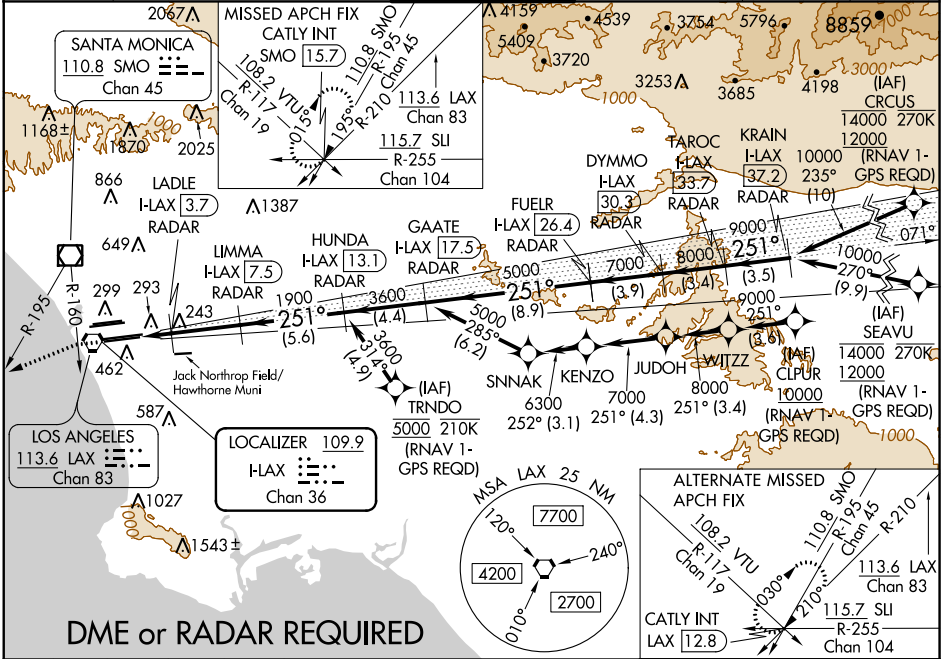 2067
MISSED APCH FIX
CATLY INT
SMO 15.7
110.8 SMO
R-195
Chan 45
108.2 VTU
R-117
Chan 19
015°
195°
R-210
113.6 LAX
Chan 83
115.7 SLI
R-255
Chan 104
SANTA MONICA
110.8 SMO
Chan 45
4159
4539
3754
5796
8859
5409
3720
3253
3685
4198
3000
1000
1000
1168±
1870
2025
866
1387
649
299
293
243
462
587
1027
1543±
1000
(IAF)
CRCUS
14000 270K
12000
(RNAV 1-
GPS REQD)
10000
235°
(10)
KRAIN
I-LAX
37.2
RADAR
TAROC
I-LAX
33.7
RADAR
DYMMO
I-LAX
30.3
RADAR
FUELR
I-LAX 26.4
RADAR
GAATE
I-LAX 17.5
RADAR
HUNDA
I-LAX 13.1
RADAR
LIMMA
I-LAX 7.5
RADAR
LADLE
I-LAX 3.7
RADAR
071°
9000
251°
(3.5)
8000
(3.4)
7000
(3.9)
5000
251°
(8.9)
3600
(4.4)
1900
251°
(5.6)
10000
270°
(9.9)
9000
251°
(3.6)
5000
285°
(6.2)
3600
314°
(4.9)
R-195
R-160
Jack Northrop Field/
Hawthorne Muni
(IAF)
SEAVU
14000 270K
12000
(RNAV 1-
GPS REQD)
(IAF)
CLPUR
10000
(RNAV 1-
GPS REQD)
WITZZ
8000
251° (3.4)
JUDOH
7000
251° (4.3)
KENZO
6300
252° (3.1)
SNNAK
(IAF)
TRNDO
5000 210K
(RNAV 1-
GPS REQD)
LOS ANGELES
113.6 LAX
Chan 83
LOCALIZER 109.9
I-LAX
Chan 36
MSA LAX 25 NM
120°
240°
010°
7700
4200
2700
1000
ALTERNATE MISSED
APCH FIX
108.2 VTU
R-117
Chan 19
110.8 SMO
R-195
Chan 45
R-210
030°
210°
113.6 LAX
Chan 83
115.7 SLI
R-255
Chan 104
CATLY INT
LAX 12.8
DME or RADAR REQUIRED